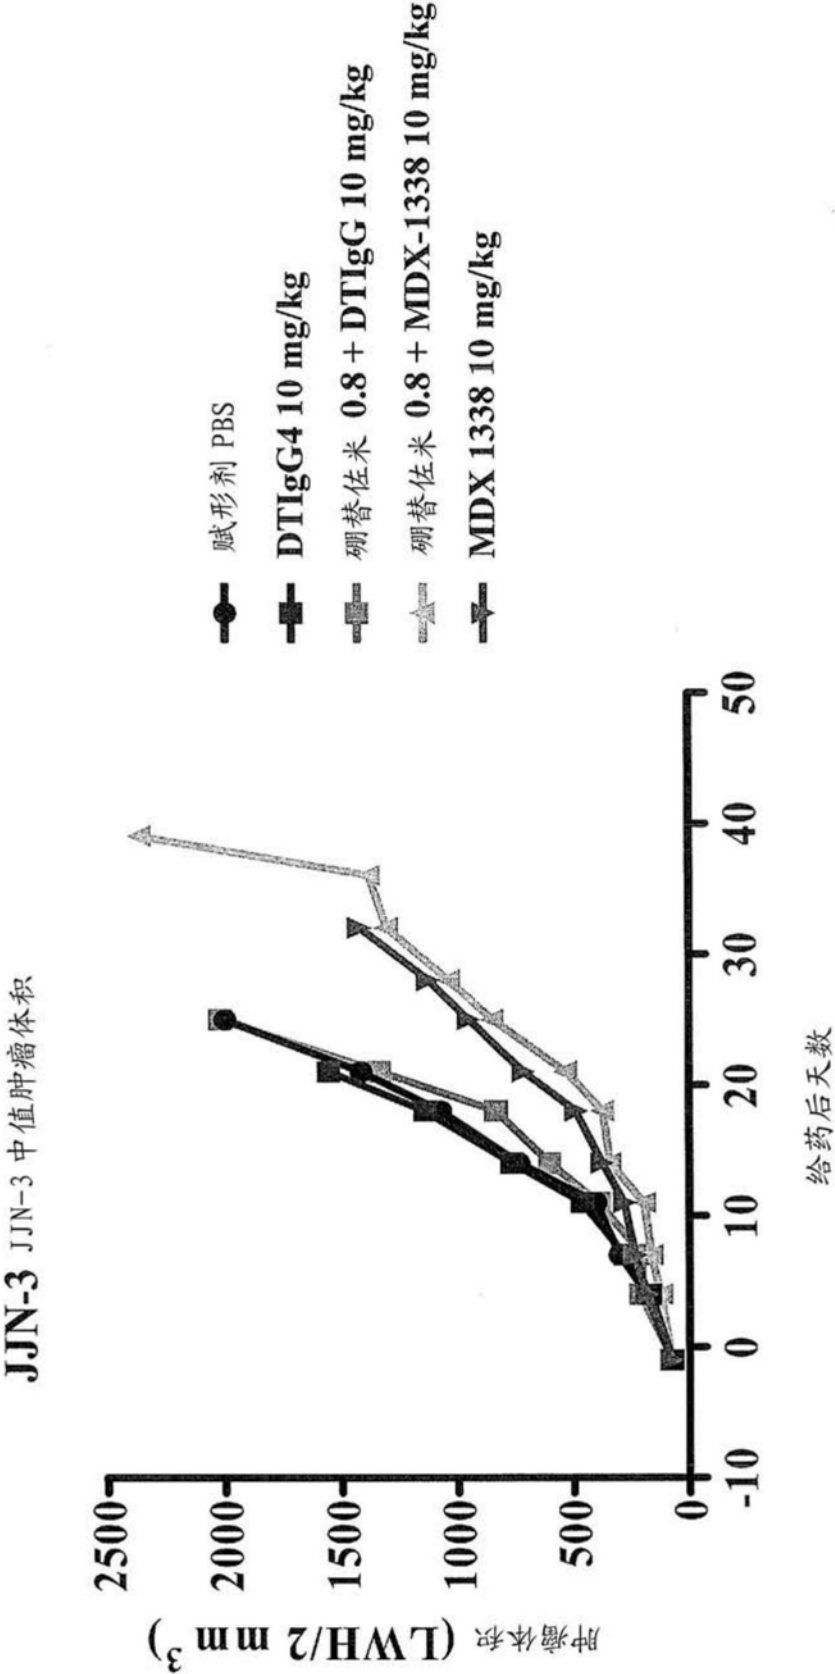 JJN-3 JJN-3 中值肿瘤体积
肿瘤体积 (LWH/2 mm³)
2500
2000
1500
1000
500
0
-10
0
10
20
30
40
50
给药后天数
赋形剂 PBS
DTIgG4 10 mg/kg
硼替佐米 0.8 + DTIgG 10 mg/kg
硼替佐米 0.8 + MDX-1338 10 mg/kg
MDX 1338 10 mg/kg